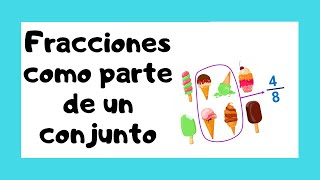 Fracciones
como parte
de un
conjunto
4
8